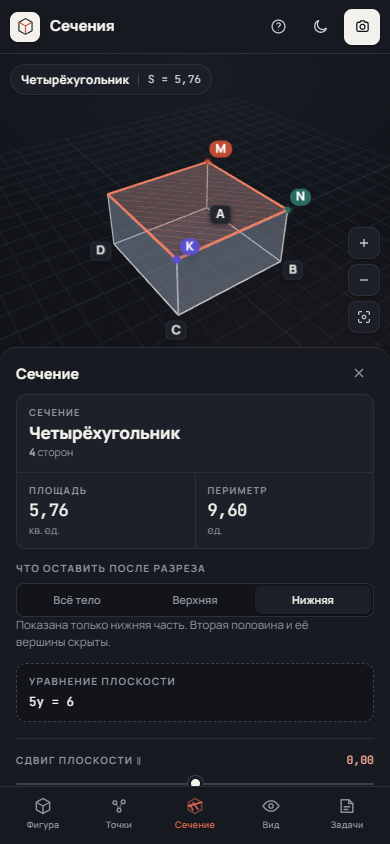 Сечения
Четырёхугольник | S = 5,76
M
N
A
K
D
B
C
+
−
Сечение
СЕЧЕНИЕ
Четырёхугольник
4 сторон
ПЛОЩАДЬ
5,76
кв. ед.
ПЕРИМЕТР
9,60
ед.
ЧТО ОСТАВИТЬ ПОСЛЕ РАЗРЕЗА
Всё тело
Верхняя
Нижняя
Показана только нижняя часть. Вторая половина и её
вершины скрыты.
УРАВНЕНИЕ ПЛОСКОСТИ
5y = 6
СДВИГ ПЛОСКОСТИ ∥ 0,00
Фигура
Точки
Сечение
Вид
Задачи